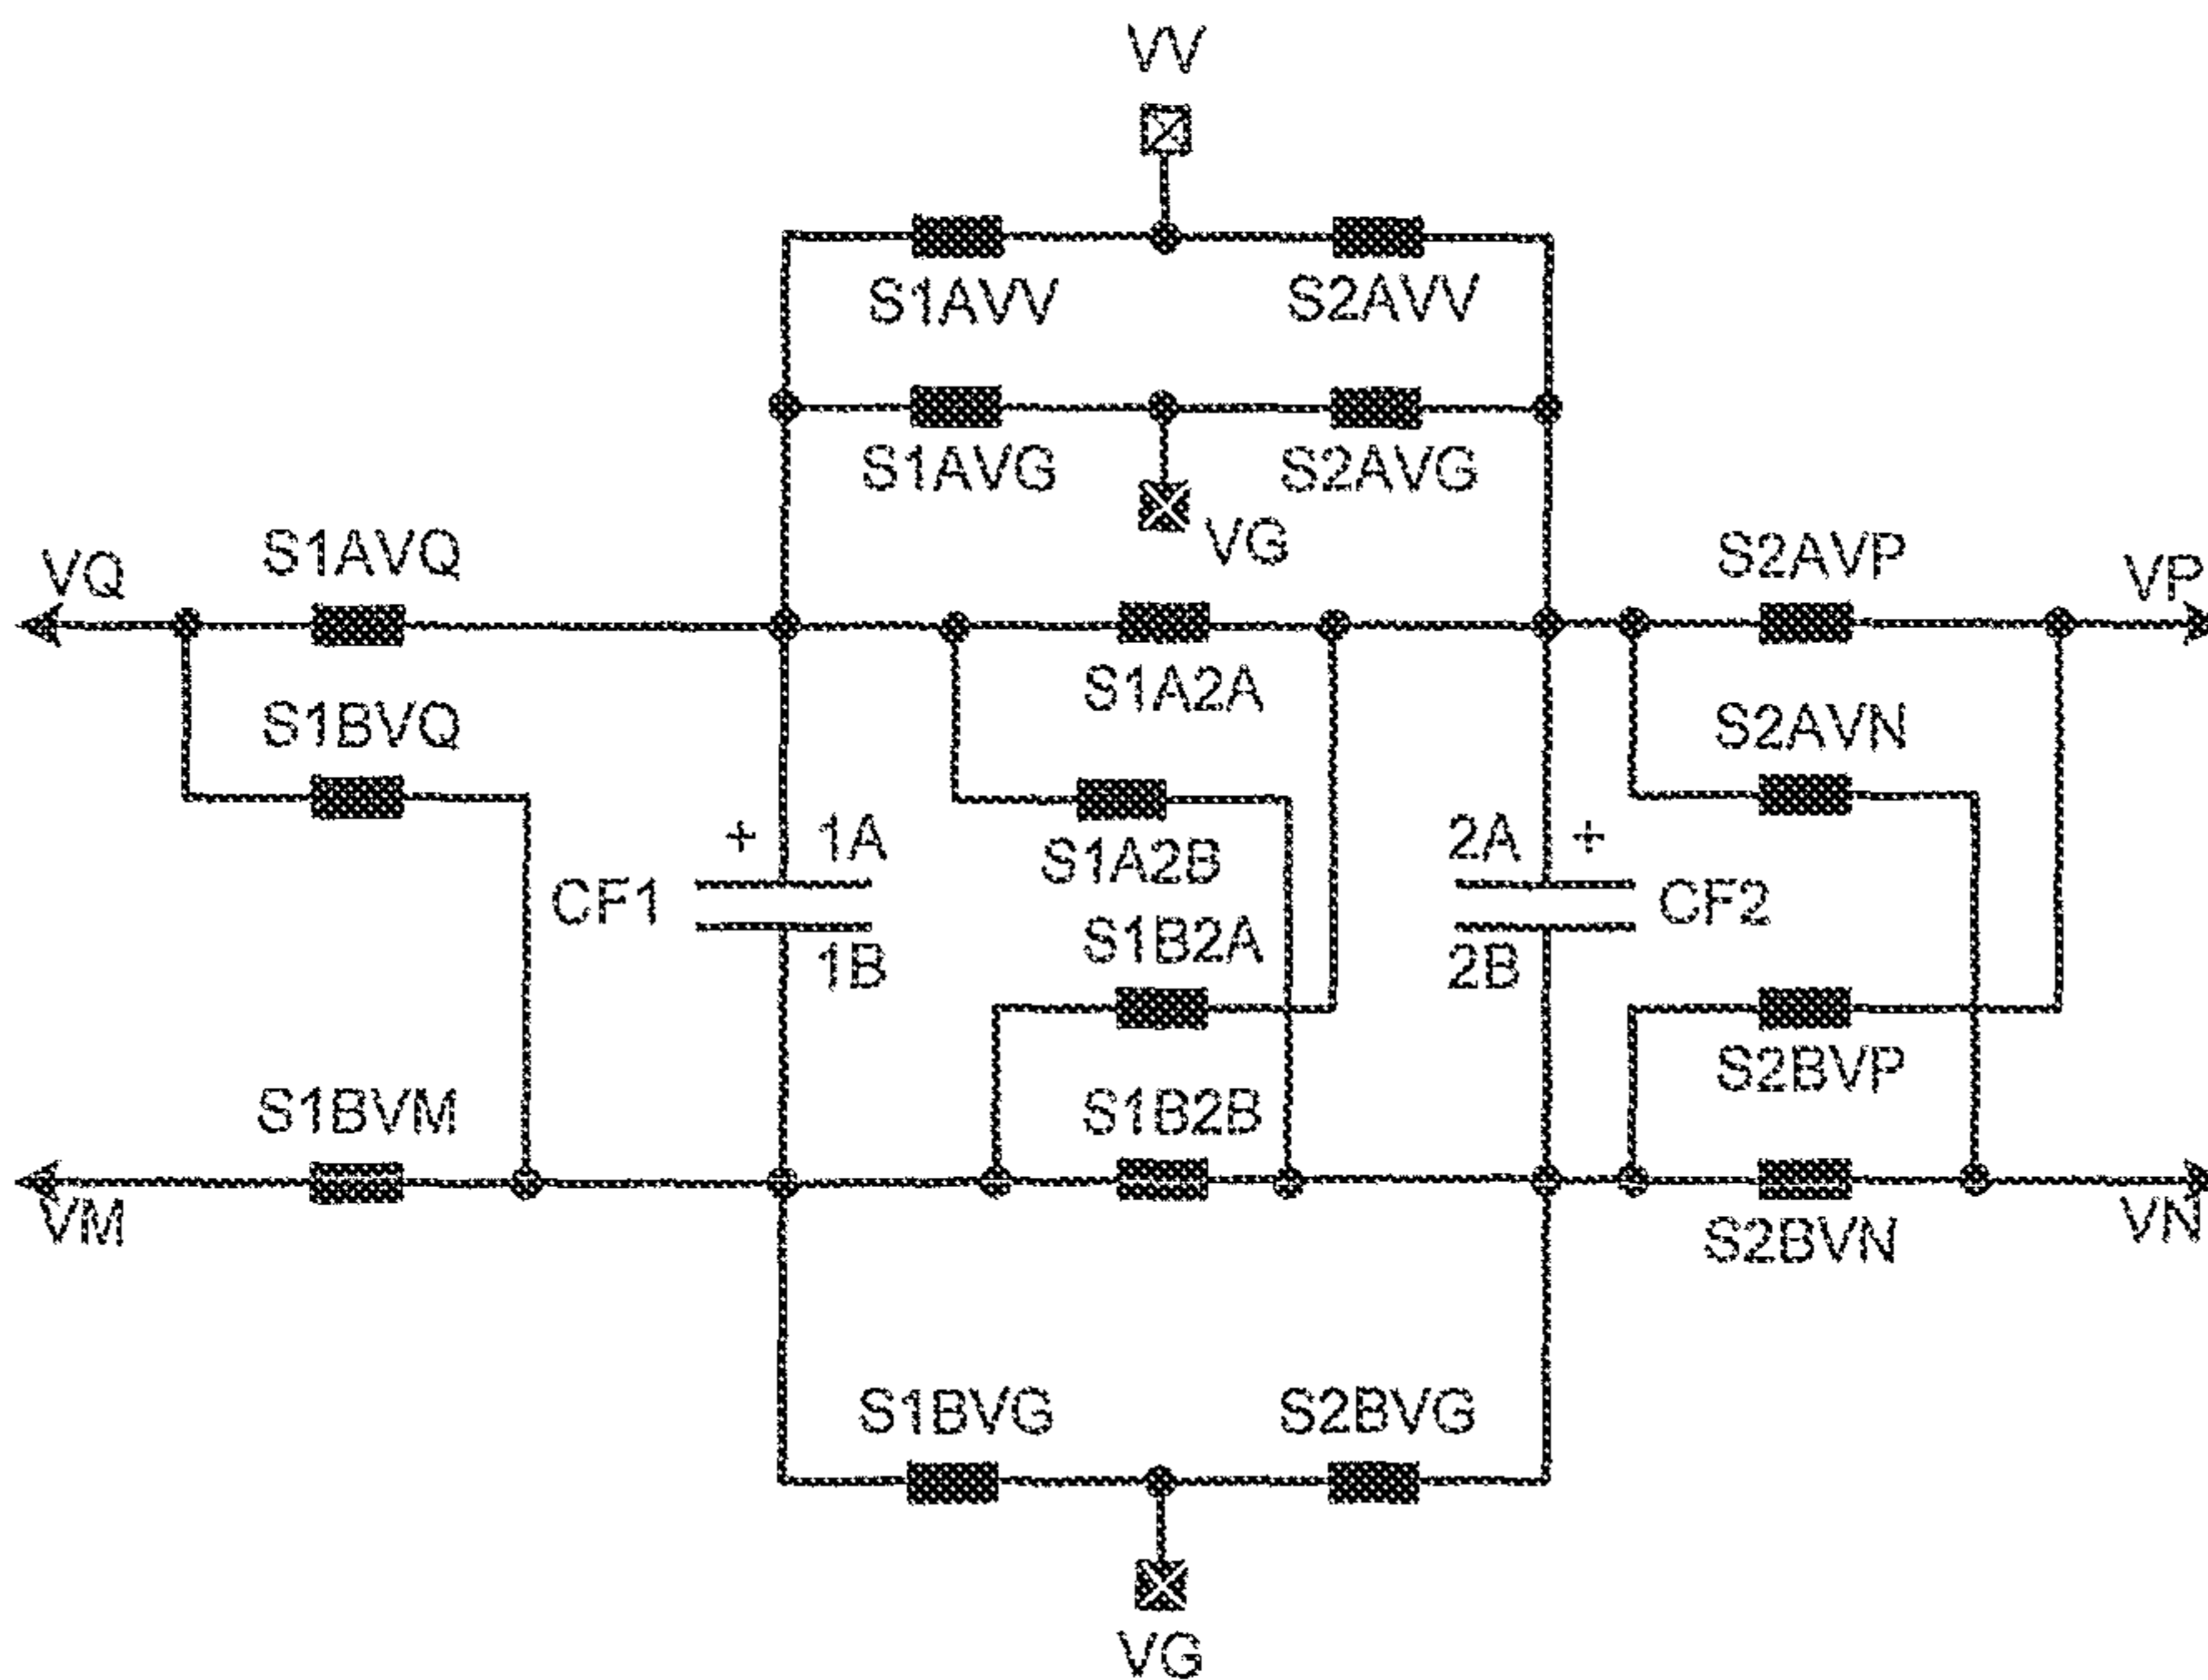 VV
S1AVV S2AVV
S1AVG S2AVG
VG
VQ S1AVQ S2AVP VP
S1A2A
S1BVQ S2AVN
+ 1A 2A +
S1A2B
CF1 CF2
S1B2A
1B 2B
S2BVP
S1BVM S1B2B
VM S2BVN VN
S1BVG S2BVG
VG